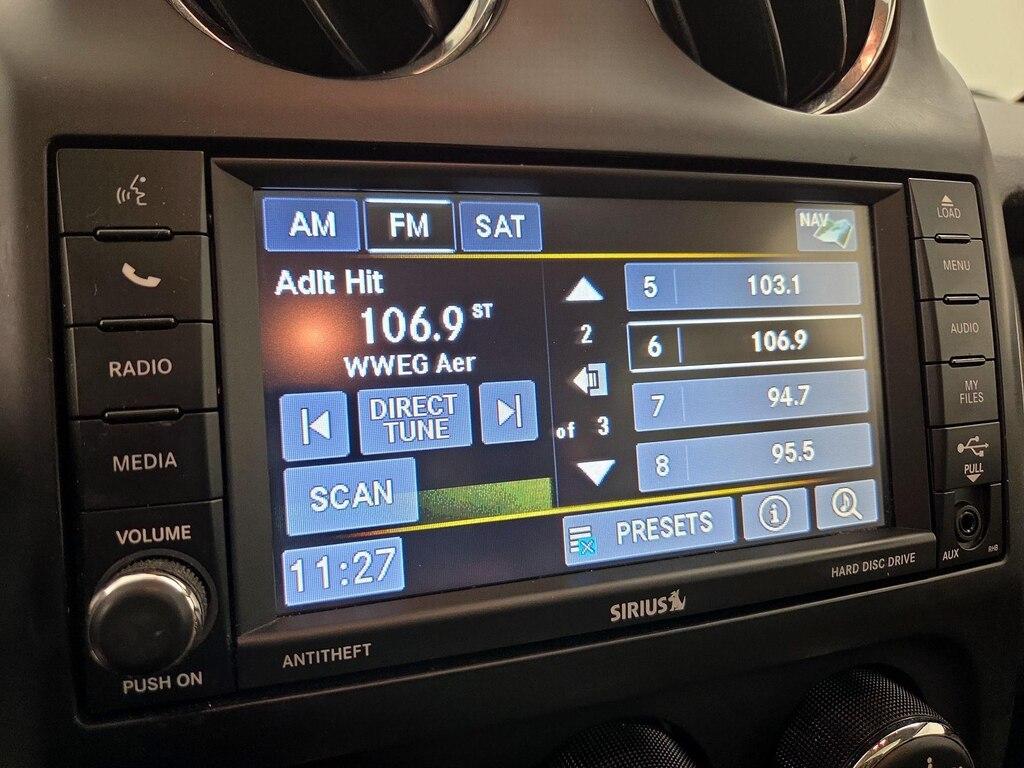 AM FM SAT NAV
Adlt Hit
106.9 ST
WWEG Aer
DIRECT
TUNE
SCAN
11:27
2
of 3
5 103.1
6 106.9
7 94.7
8 95.5
PRESETS
RADIO
MEDIA
VOLUME
PUSH ON
ANTITHEFT
SIRIUS
HARD DISC DRIVE
LOAD
MENU
AUDIO
MY
FILES
PULL
AUX
RHB